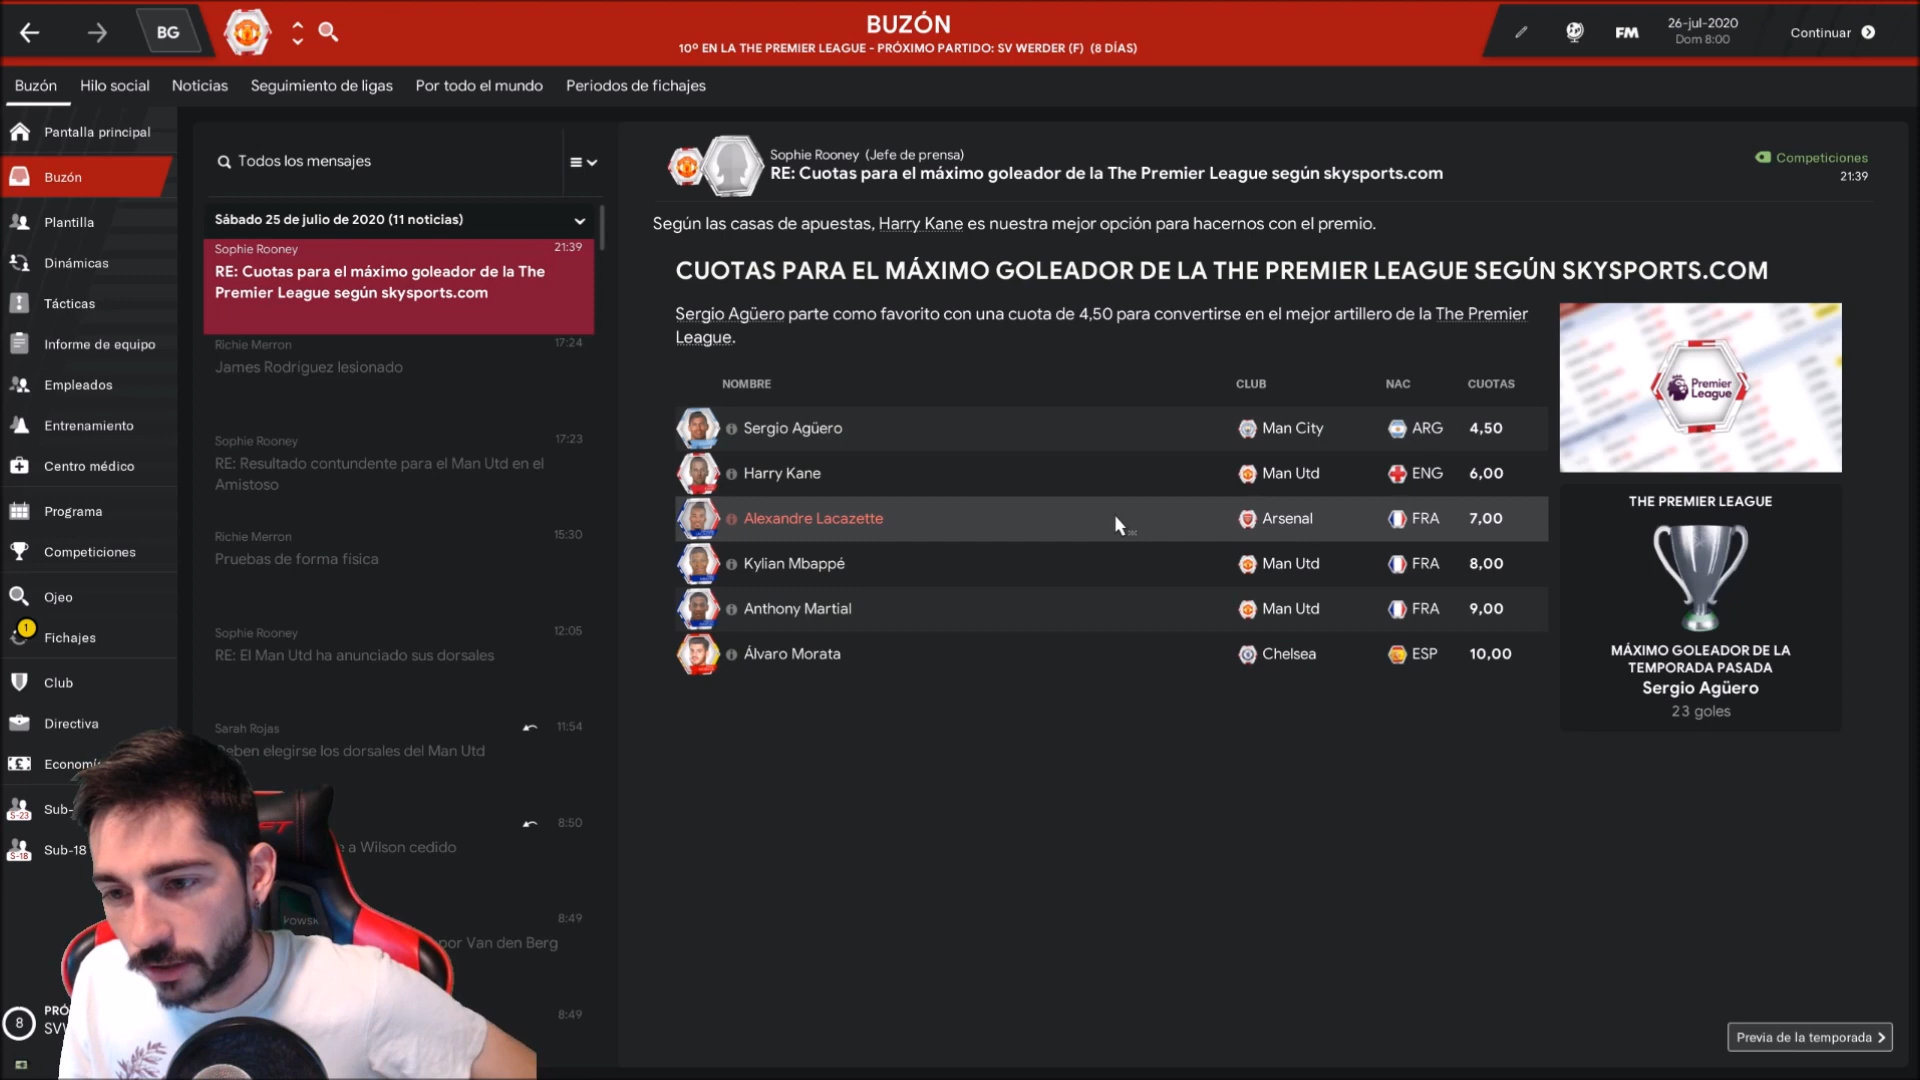 BG
BUZÓN
10º EN LA THE PREMIER LEAGUE - PRÓXIMO PARTIDO: SV WERDER (F) (8 DÍAS)
FM
26-jul-2020
Dom 8:00
Continuar
Buzón
Hilo social
Noticias
Seguimiento de ligas
Por todo el mundo
Periodos de fichajes
Pantalla principal
Buzón
Plantilla
Dinámicas
Tácticas
Informe de equipo
Empleados
Entrenamiento
Centro médico
Programa
Competiciones
Ojeo
1
Fichajes
Club
Directiva
Economí
S-23
Sub-
S-18
Sub-18
8
PRÓ
Todos los mensajes
Sábado 25 de julio de 2020 (11 noticias)
Sophie Rooney 21:39
RE: Cuotas para el máximo goleador de la The
Premier League según skysports.com
Richie Merron 17:24
James Rodríguez lesionado
Sophie Rooney 17:23
RE: Resultado contundente para el Man Utd en el
Amistoso
Richie Merron 15:30
Pruebas de forma física
Sophie Rooney 12:05
RE: El Man Utd ha anunciado sus dorsales
Sarah Rojas 11:54
eben elegirse los dorsales del Man Utd
8:50
e a Wilson cedido
8:49
por Van den Berg
8:49
Sophie Rooney (Jefe de prensa)
RE: Cuotas para el máximo goleador de la The Premier League según skysports.com
Competiciones
21:39
Según las casas de apuestas, Harry Kane es nuestra mejor opción para hacernos con el premio.
CUOTAS PARA EL MÁXIMO GOLEADOR DE LA THE PREMIER LEAGUE SEGÚN SKYSPORTS.COM
Sergio Agüero parte como favorito con una cuota de 4,50 para convertirse en el mejor artillero de la The Premier
League.
NOMBRE CLUB NAC CUOTAS
Sergio Agüero Man City ARG 4,50
Harry Kane Man Utd ENG 6,00
Alexandre Lacazette Arsenal FRA 7,00
Kylian Mbappé Man Utd FRA 8,00
Anthony Martial Man Utd FRA 9,00
Álvaro Morata Chelsea ESP 10,00
Premier
League
THE PREMIER LEAGUE
MÁXIMO GOLEADOR DE LA
TEMPORADA PASADA
Sergio Agüero
23 goles
Previa de la temporada